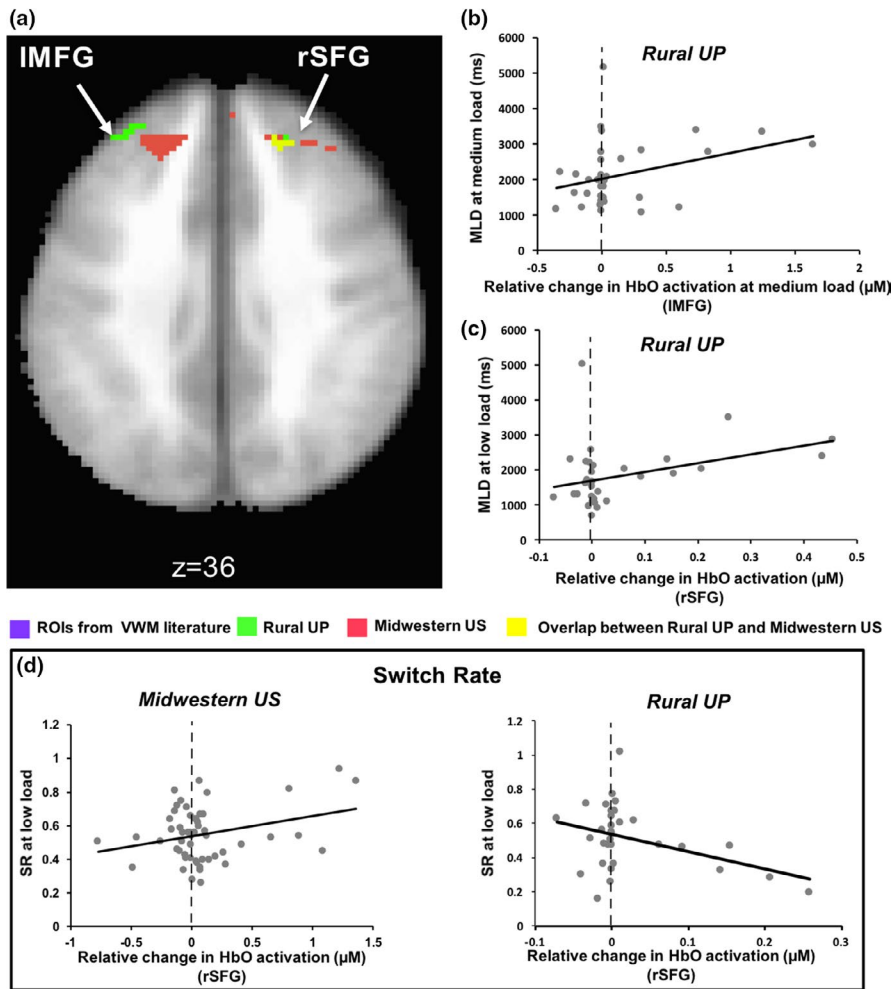 (a)
lMFG
rSFG
z=36
(b)
Rural UP
MLD at medium load (ms)
6000
5000
4000
3000
2000
1000
0
-0.5
0
0.5
1
1.5
2
Relative change in HbO activation at medium load (µM)
(lMFG)
(c)
Rural UP
MLD at low load (ms)
6000
5000
4000
3000
2000
1000
0
-0.1
0
0.1
0.2
0.3
0.4
0.5
Relative change in HbO activation (µM)
(rSFG)
ROIs from VWM literature
Rural UP
Midwestern US
Overlap between Rural UP and Midwestern US
(d)
Switch Rate
Midwestern US
SR at low load
1.2
1
0.8
0.6
0.4
0.2
0
-1
-0.5
0
0.5
1
1.5
Relative change in HbO activation (µM)
(rSFG)
Rural UP
SR at low load
1.2
1
0.8
0.6
0.4
0.2
0
-0.1
0
0.1
0.2
0.3
Relative change in HbO activation (µM)
(rSFG)